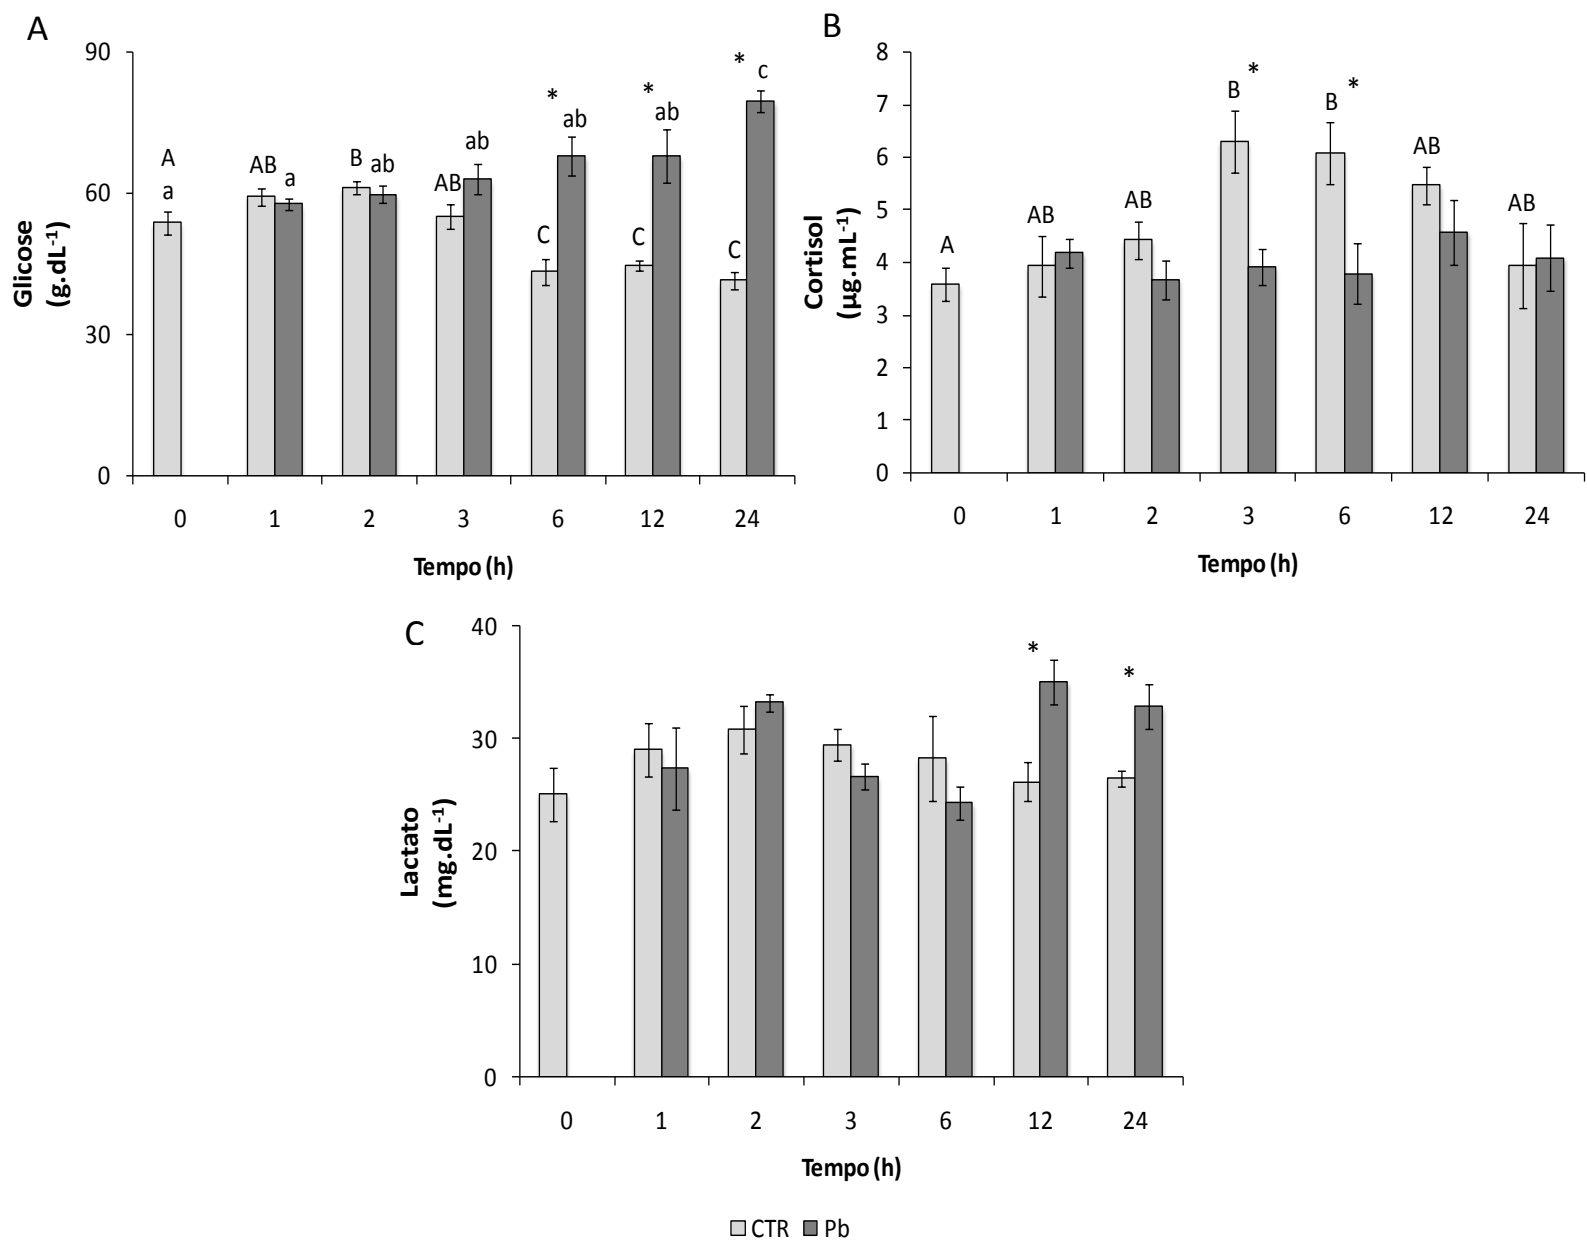 A
90
60
30
0
Glicose
(g.dL-1)
A
a
AB
a
B
ab
AB
ab
C
*
ab
C
*
ab
C
*
c
0 1 2 3 6 12 24
Tempo (h)
B
8
7
6
5
4
3
2
1
0
Cortisol
(µg.mL-1)
A
AB
AB
B
*
B
*
AB
AB
0 1 2 3 6 12 24
Tempo (h)
C
40
30
20
10
0
Lactato
(mg.dL-1)
*
*
0 1 2 3 6 12 24
Tempo (h)
CTR Pb